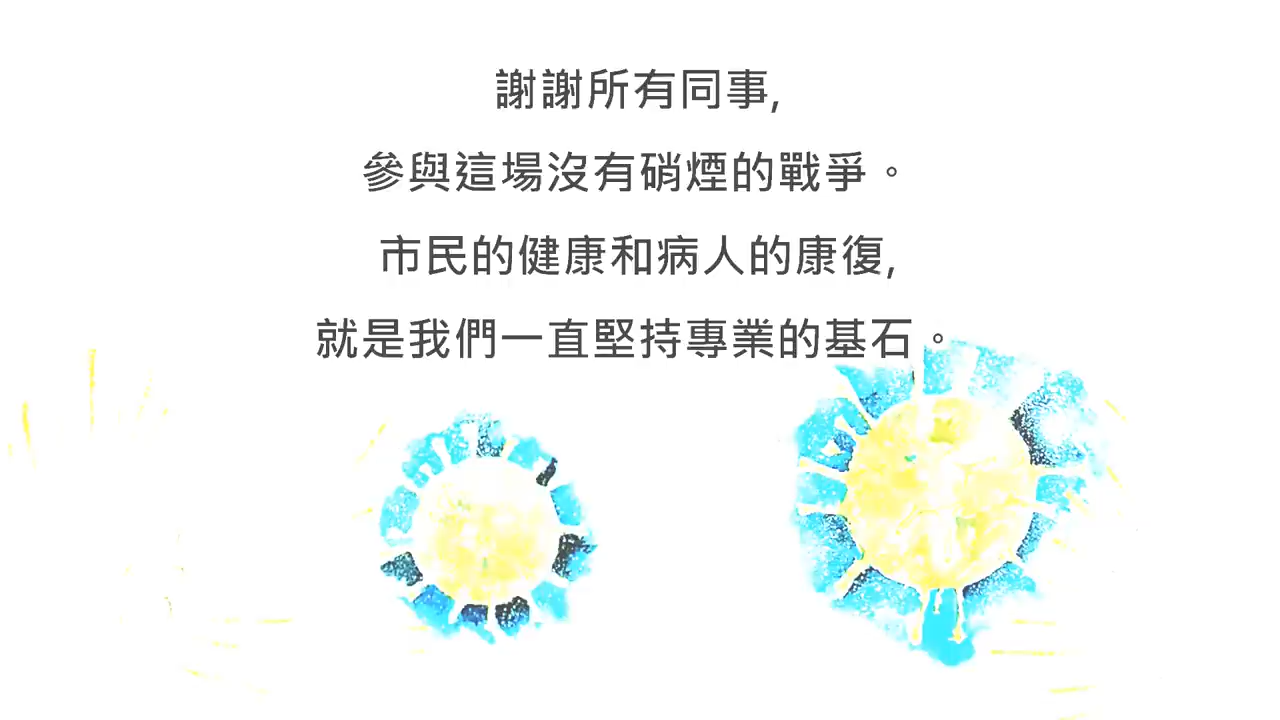 謝謝所有同事,
參與這場沒有硝煙的戰爭。
市民的健康和病人的康復,
就是我們一直堅持專業的基石。